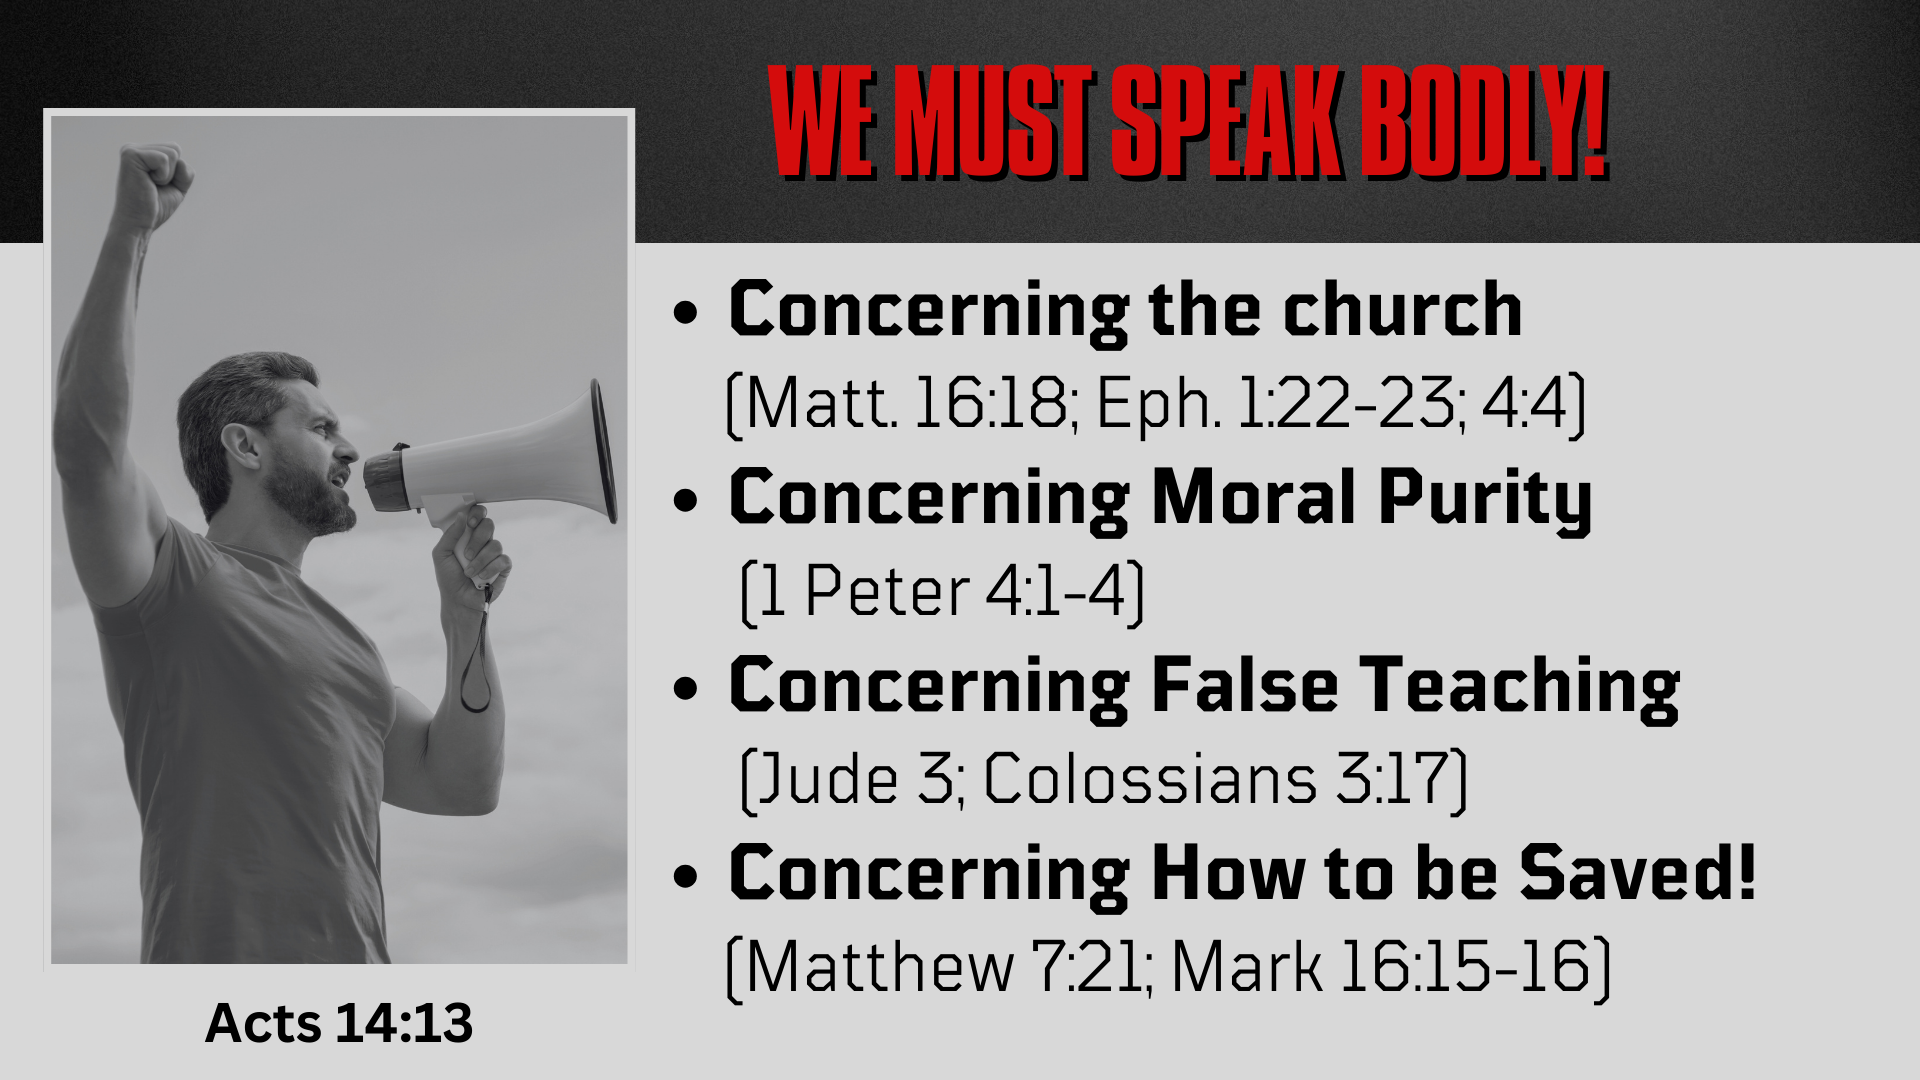 WE MUST SPEAK BODLY!
• Concerning the church
(Matt. 16:18; Eph. 1:22-23; 4:4)
• Concerning Moral Purity
(1 Peter 4:1-4)
• Concerning False Teaching
(Jude 3; Colossians 3:17)
• Concerning How to be Saved!
(Matthew 7:21; Mark 16:15-16)
Acts 14:13